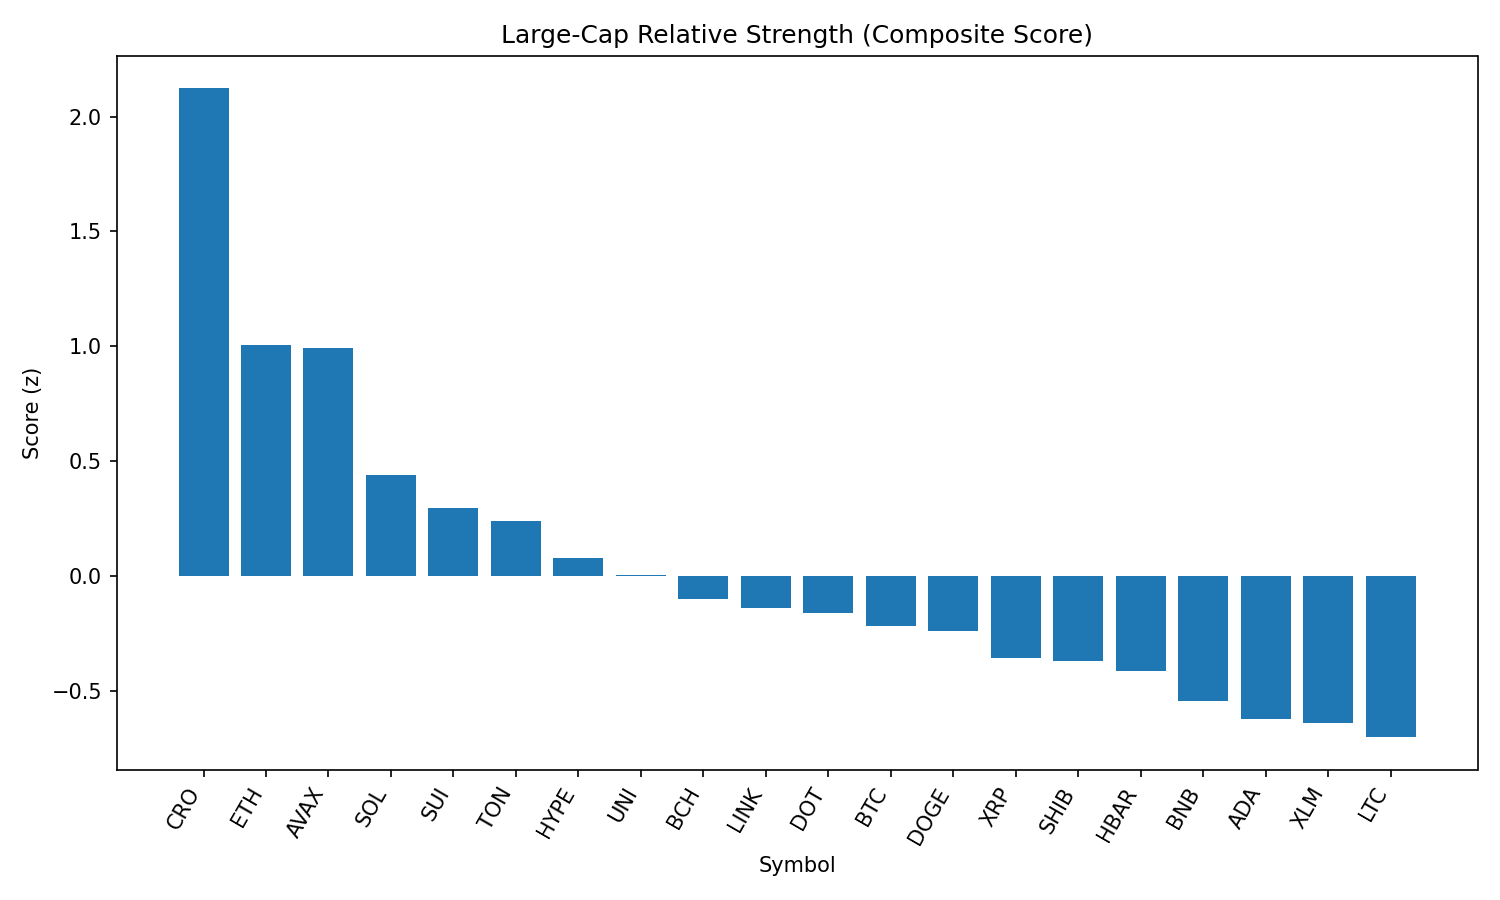 Large-Cap Relative Strength (Composite Score)
Score (z)
2.0
1.5
1.0
0.5
0.0
−0.5
CRO
ETH
AVAX
SOL
SUI
TON
HYPE
UNI
BCH
LINK
DOT
BTC
DOGE
XRP
SHIB
HBAR
BNB
ADA
XLM
LTC
Symbol